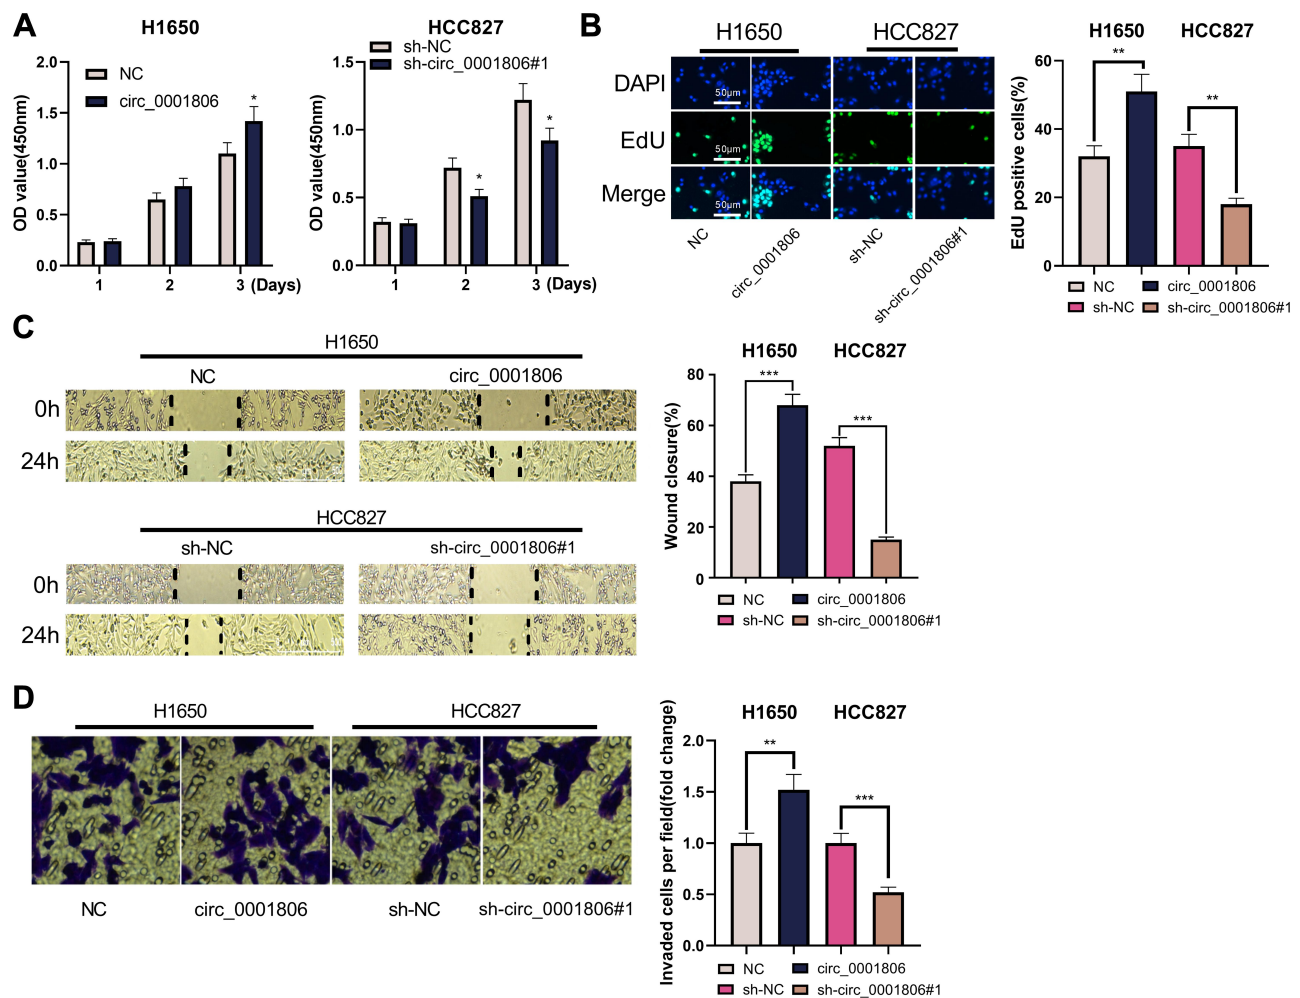 A
H1650
OD value(450nm)
2.0
1.5
1.0
0.5
0.0
NC
circ_0001806
*
1 2 3 (Days)
HCC827
OD value(450nm)
1.5
1.0
0.5
0.0
sh-NC
sh-circ_0001806#1
*
*
1 2 3 (Days)
B
H1650 HCC827
DAPI
50μm
EdU
50μm
Merge
50μm
NC
circ_0001806
sh-NC
sh-circ_0001806#1
H1650 HCC827
EdU positive cells(%)
60
40
20
0
**
**
NC circ_0001806
sh-NC sh-circ_0001806#1
C
H1650
NC circ_0001806
0h
24h
HCC827
sh-NC sh-circ_0001806#1
0h
24h
H1650 HCC827
Wound closure(%)
80
60
40
20
0
***
***
NC circ_0001806
sh-NC sh-circ_0001806#1
D
H1650 HCC827
NC circ_0001806 sh-NC sh-circ_0001806#1
H1650 HCC827
Invaded cells per field(fold change)
2.0
1.5
1.0
0.5
0.0
**
***
NC circ_0001806
sh-NC sh-circ_0001806#1